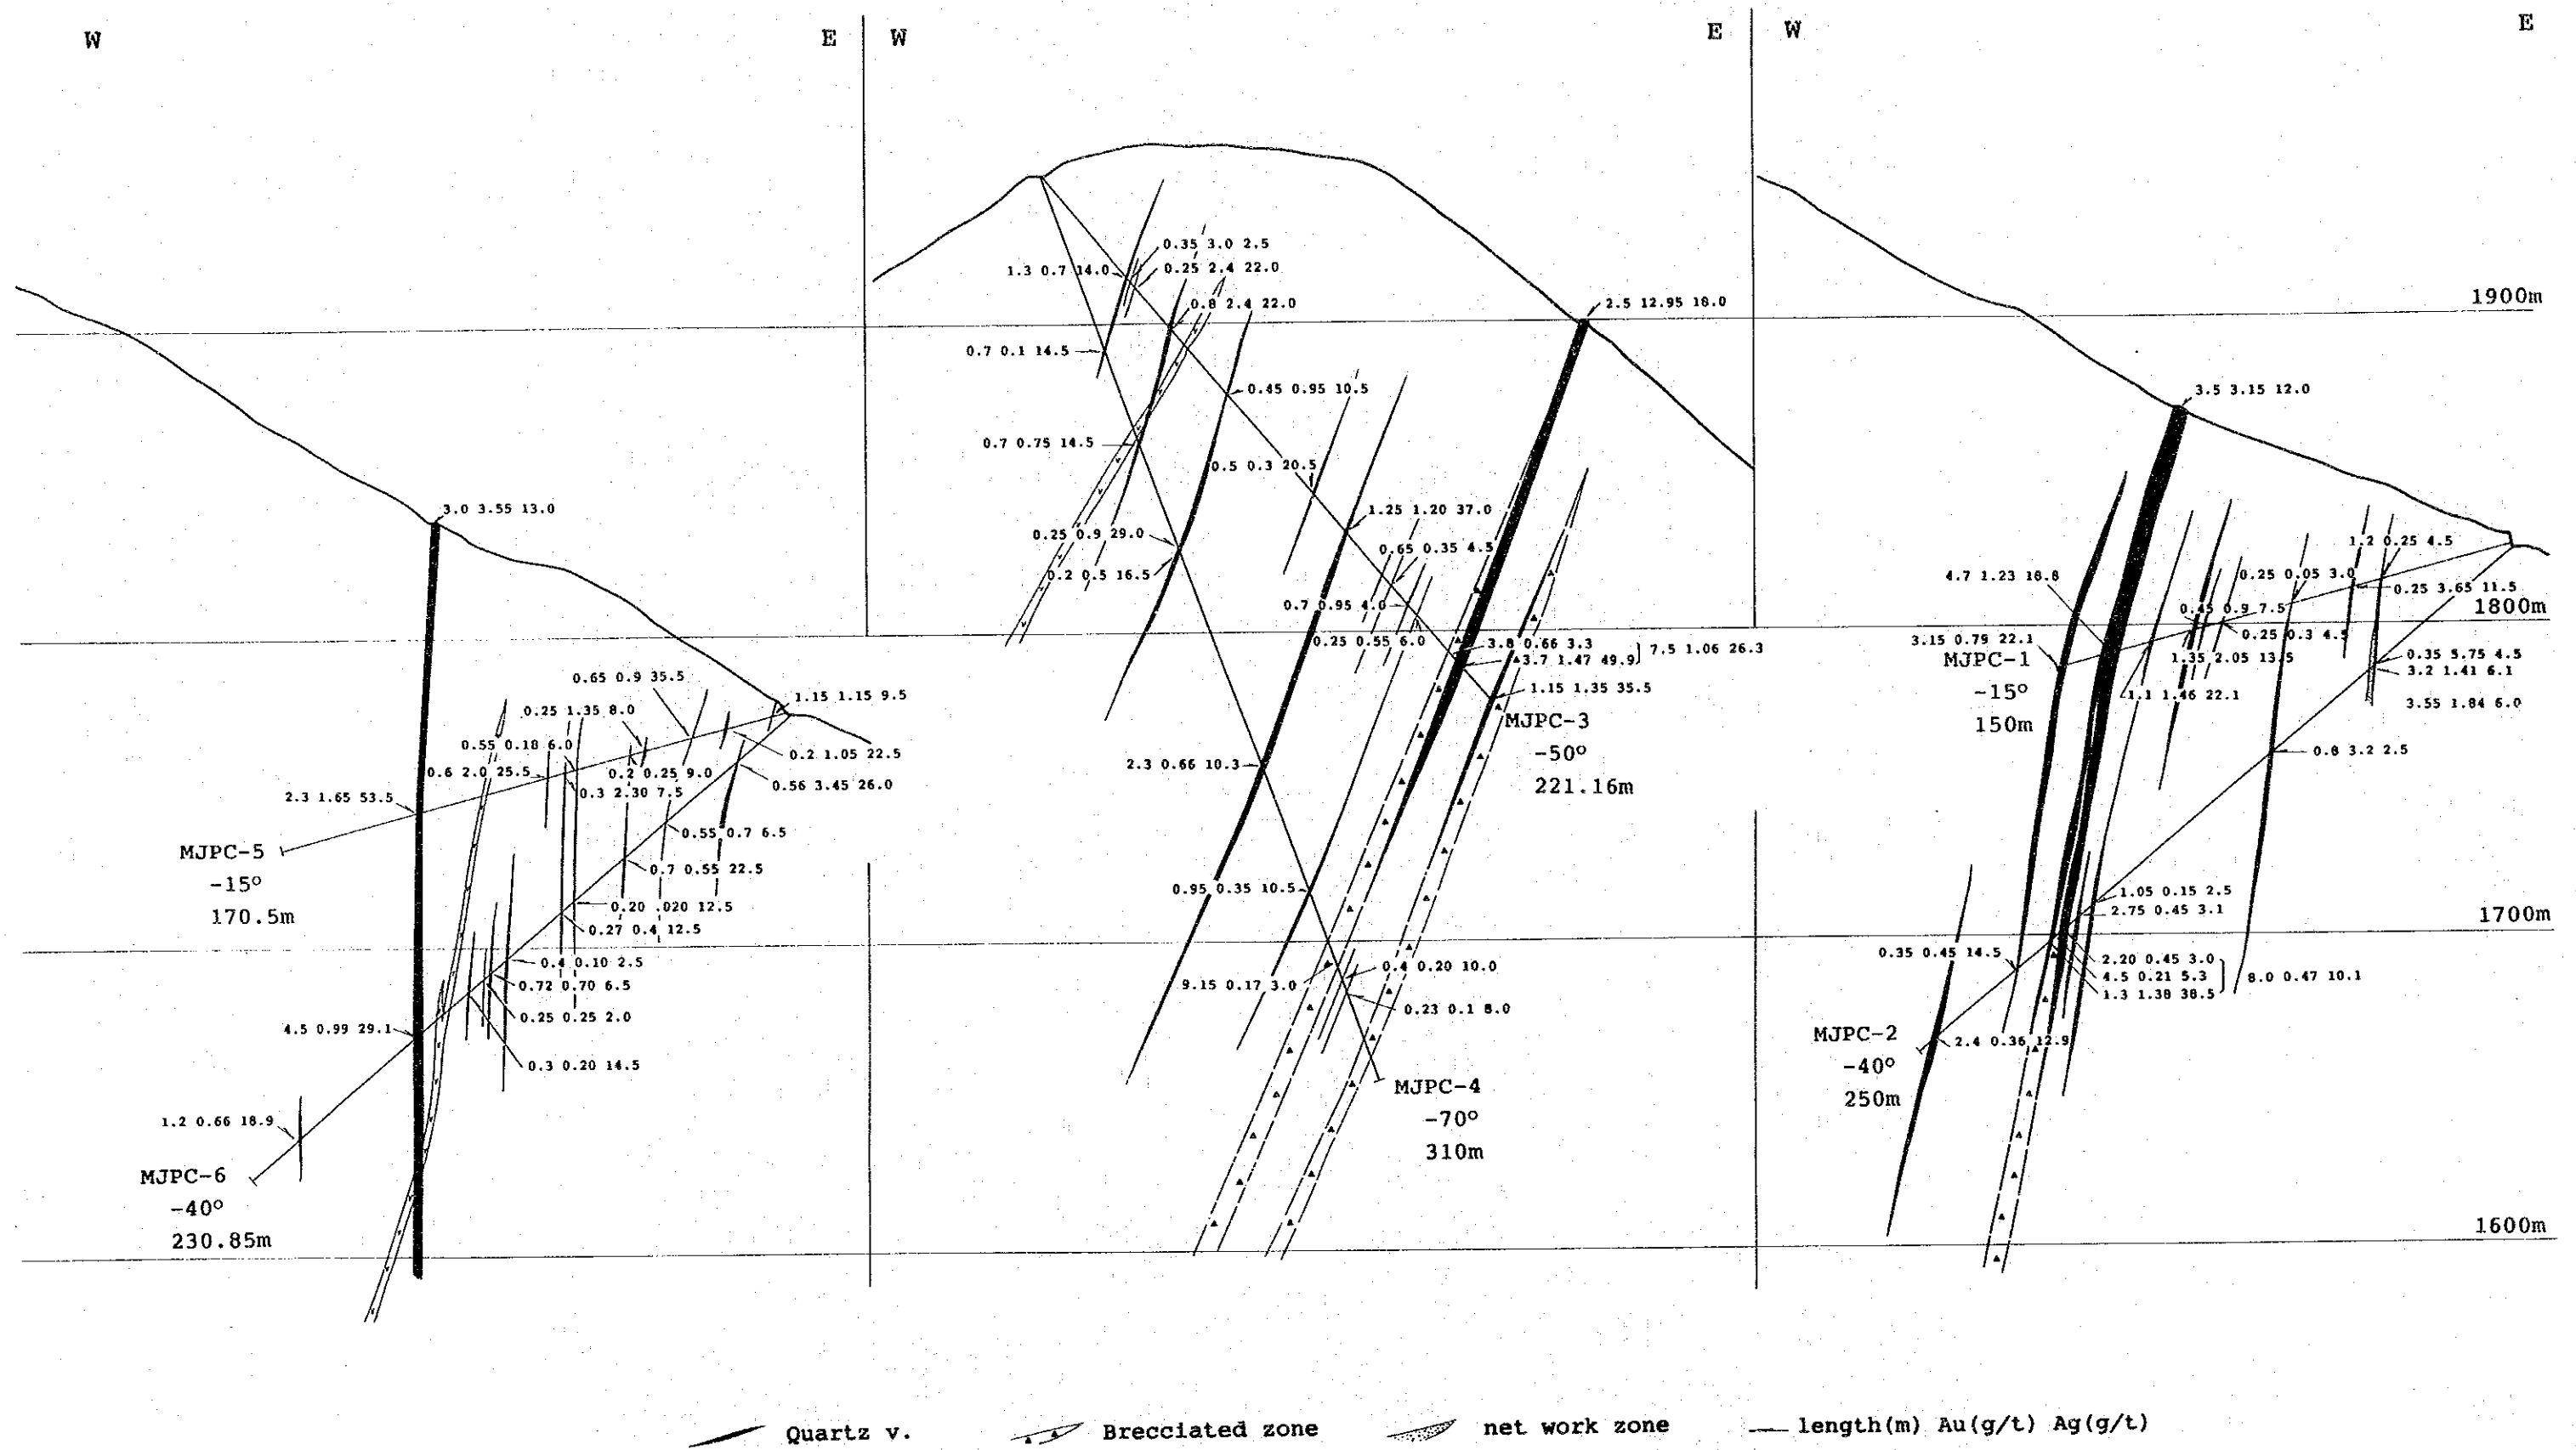 W
E
W
E
W
E
1900m
1800m
1700m
1600m
3.0 3.55 13.0
0.65 0.9 35.5
1.15 1.15 9.5
0.25 1.35 8.0
0.55 0.18 6.0
0.2 1.05 22.5
0.6 2.0 25.5
0.2 0.25 9.0
0.56 3.45 26.0
0.3 2.30 7.5
2.3 1.65 53.5
0.55 0.7 6.5
MJPC-5
-15°
170.5m
0.7 0.55 22.5
0.20 .020 12.5
0.27 0.4 12.5
0.4 0.10 2.5
0.72 0.70 6.5
0.25 0.25 2.0
4.5 0.99 29.1
0.3 0.20 14.5
1.2 0.66 18.9
MJPC-6
-40°
230.85m
0.35 3.0 2.5
1.3 0.7 14.0
0.25 2.4 22.0
0.8 2.4 22.0
2.5 12.95 18.0
0.7 0.1 14.5
0.45 0.95 10.5
0.7 0.75 14.5
0.5 0.3 20.5
1.25 1.20 37.0
0.25 0.9 29.0
0.65 0.35 4.5
0.2 0.5 16.5
0.7 0.95 4.0
0.25 0.55 6.0
3.8 0.66 3.3
3.7 1.47 49.9
7.5 1.06 26.3
1.15 1.35 35.5
MJPC-3
-50°
221.16m
2.3 0.66 10.3
0.95 0.35 10.5
0.4 0.20 10.0
9.15 0.17 3.0
0.23 0.1 8.0
MJPC-4
-70°
310m
3.5 3.15 12.0
1.2 0.25 4.5
4.7 1.23 18.8
0.25 0.05 3.0
0.25 3.65 11.5
0.45 0.9 7.5
0.25 0.3 4.5
3.15 0.79 22.1
MJPC-1
-15°
150m
1.35 2.05 13.5
0.35 5.75 4.5
3.2 1.41 6.1
1.1 1.46 22.1
3.55 1.84 6.0
0.8 3.2 2.5
1.05 0.15 2.5
2.75 0.45 3.1
0.35 0.45 14.5
2.20 0.45 3.0
4.5 0.21 5.3
1.3 1.38 38.5
8.0 0.47 10.1
MJPC-2
-40°
250m
2.4 0.36 12.9
Quartz v.
Brecciated zone
net work zone
length(m) Au(g/t) Ag(g/t)